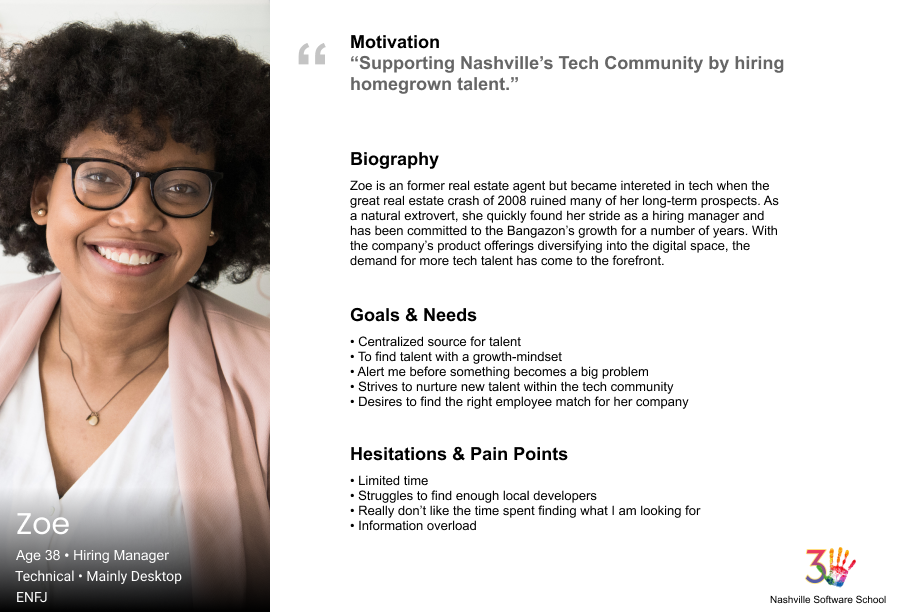 “
Motivation
“Supporting Nashville’s Tech Community by hiring
homegrown talent.”
Biography
Zoe is an former real estate agent but became intereted in tech when the
great real estate crash of 2008 ruined many of her long-term prospects. As
a natural extrovert, she quickly found her stride as a hiring manager and
has been committed to the Bangazon’s growth for a number of years. With
the company’s product offerings diversifying into the digital space, the
demand for more tech talent has come to the forefront.
Goals & Needs
• Centralized source for talent
• To find talent with a growth-mindset
• Alert me before something becomes a big problem
• Strives to nurture new talent within the tech community
• Desires to find the right employee match for her company
Hesitations & Pain Points
• Limited time
• Struggles to find enough local developers
• Really don’t like the time spent finding what I am looking for
• Information overload
Zoe
Age 38 • Hiring Manager
Technical • Mainly Desktop
ENFJ
3
Nashville Software School